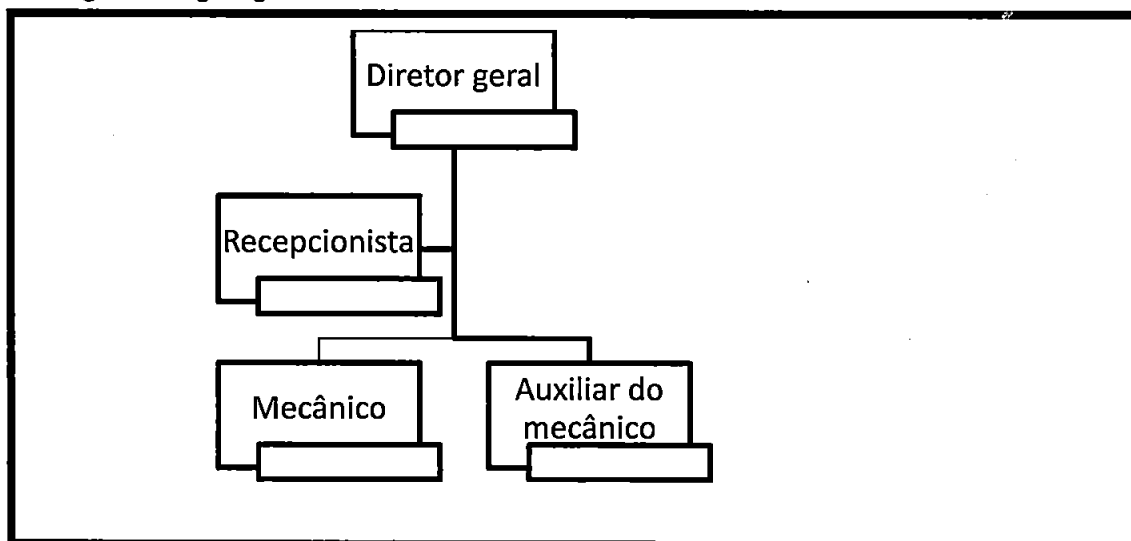 Diretor geral
Recepcionista
Mecânico
Auxiliar do
mecânico